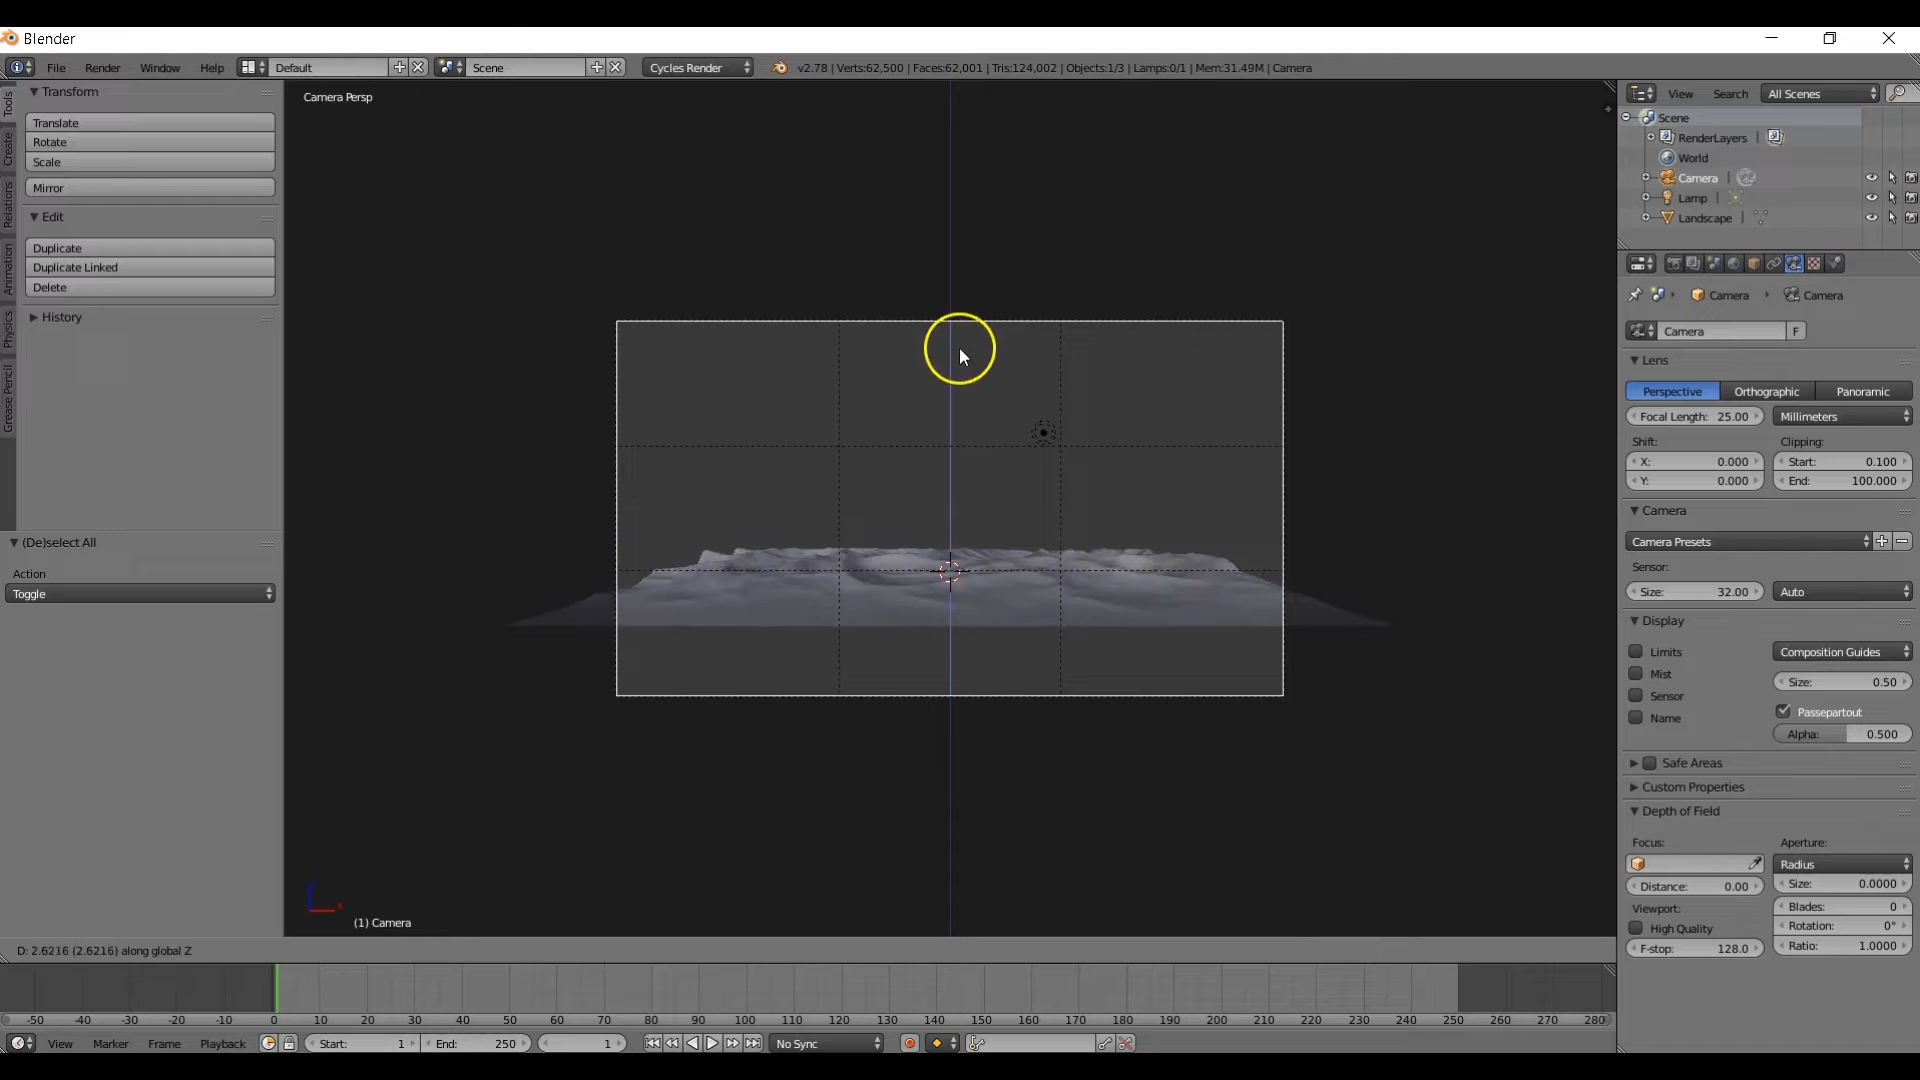 Blender
File Render Window Help Default Scene Cycles Render v2.78 | Verts:62,500 | Faces:62,001 | Tris:124,002 | Objects:1/3 | Lamps:0/1 | Mem:31.49M | Camera
Tools
Create
Relations
Animation
Physics
Grease Pencil
Transform
Translate
Rotate
Scale
Mirror
Edit
Duplicate
Duplicate Linked
Delete
History
(De)select All
Action
Toggle
Camera Persp
(1) Camera
D: 2.6216 (2.6216) along global Z
View Search All Scenes
Scene
RenderLayers
World
Camera
Lamp
Landscape
Camera Camera
Camera F
Lens
Perspective Orthographic Panoramic
Focal Length: 25.00 Millimeters
Shift: Clipping:
X: 0.000 Start: 0.100
Y: 0.000 End: 100.000
Camera
Camera Presets
Sensor:
Size: 32.00 Auto
Display
Limits Composition Guides
Mist Size: 0.50
Sensor Passepartout
Name Alpha: 0.500
Safe Areas
Custom Properties
Depth of Field
Focus: Aperture:
Radius
Distance: 0.00 Size: 0.0000
Viewport: Blades: 0
High Quality Rotation: 0°
F-stop: 128.0 Ratio: 1.0000
-50 -40 -30 -20 -10 0 10 20 30 40 50 60 70 80 90 100 110 120 130 140 150 160 170 180 190 200 210 220 230 240 250 260 270 280
View Marker Frame Playback Start: 1 End: 250 1 No Sync